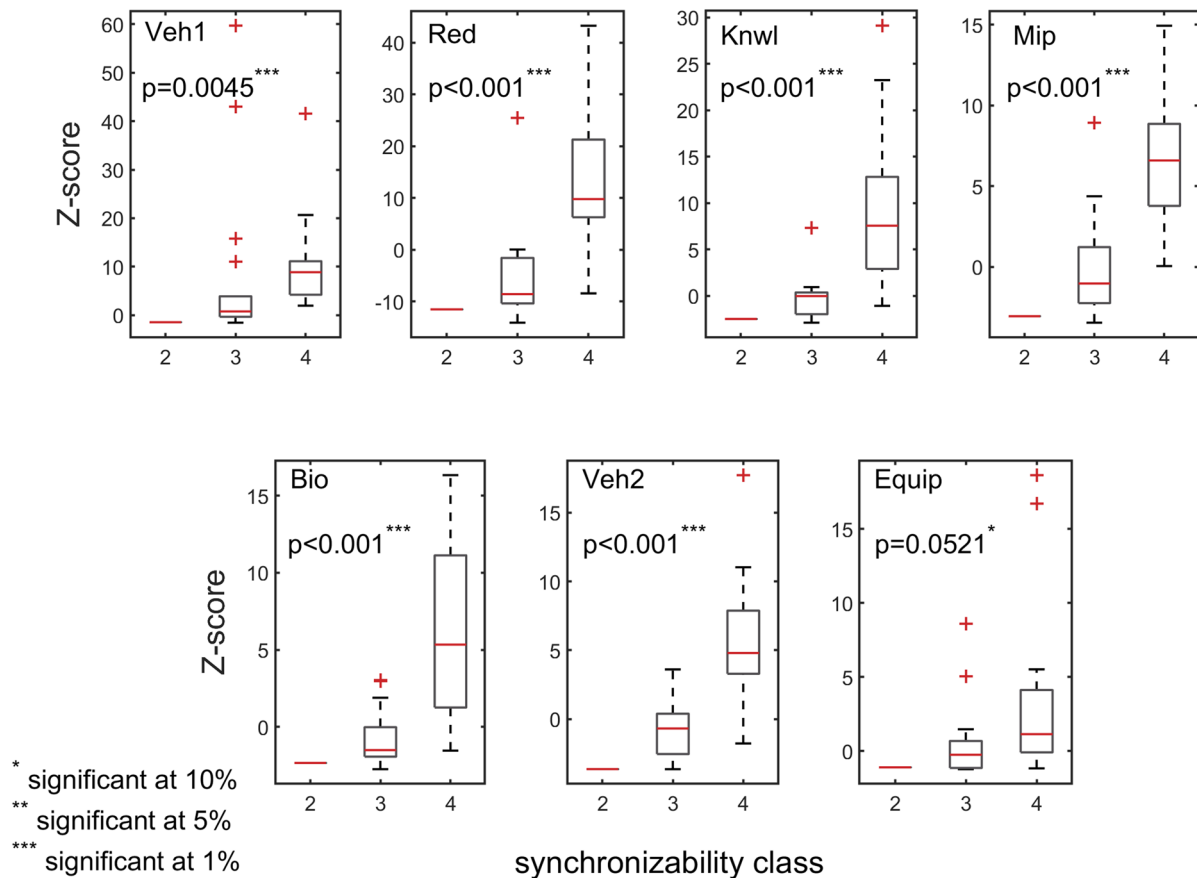 Veh1
p=0.0045***
60
50
40
30
20
10
0
2 3 4
Red
p<0.001***
40
30
20
10
0
-10
2 3 4
Knwl
p<0.001***
30
25
20
15
10
5
0
2 3 4
Mip
p<0.001***
15
15
5
0
2 3 4
Z-score
Bio
p<0.001***
15
10
5
0
2 3 4
Veh2
p<0.001***
15
10
5
0
2 3 4
Equip
p=0.0521*
15
10
5
0
2 3 4
Z-score
* significant at 10%
** significant at 5%
*** significant at 1%
synchronizability class